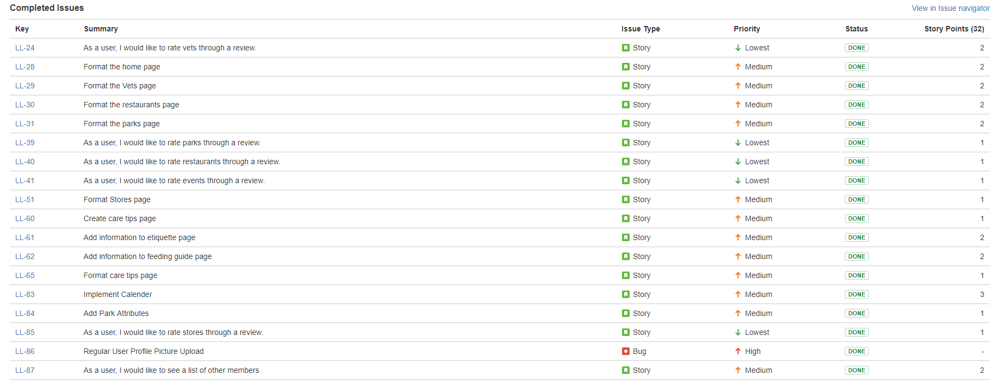 Completed Issues View in Issue navigator
Key Summary Issue Type Priority Status Story Points (32)
LL-24 As a user, I would like to rate vets through a review. Story Lowest DONE 2
LL-28 Format the home page Story Medium DONE 2
LL-29 Format the Vets page Story Medium DONE 2
LL-30 Format the restaurants page Story Medium DONE 2
LL-31 Format the parks page Story Medium DONE 2
LL-39 As a user, I would like to rate parks through a review. Story Lowest DONE 1
LL-40 As a user, I would like to rate restaurants through a review. Story Lowest DONE 1
LL-41 As a user, I would like to rate events through a review. Story Lowest DONE 1
LL-51 Format Stores page Story Medium DONE 1
LL-60 Create care tips page Story Medium DONE 1
LL-61 Add information to etiquette page Story Medium DONE 2
LL-62 Add information to feeding guide page Story Medium DONE 2
LL-65 Format care tips page Story Medium DONE 1
LL-83 Implement Calender Story Medium DONE 3
LL-84 Add Park Attributes Story Medium DONE 1
LL-85 As a user, I would like to rate stores through a review. Story Lowest DONE 1
LL-86 Regular User Profile Picture Upload Bug High DONE -
LL-87 As a user, I would like to see a list of other members Story Medium DONE 2